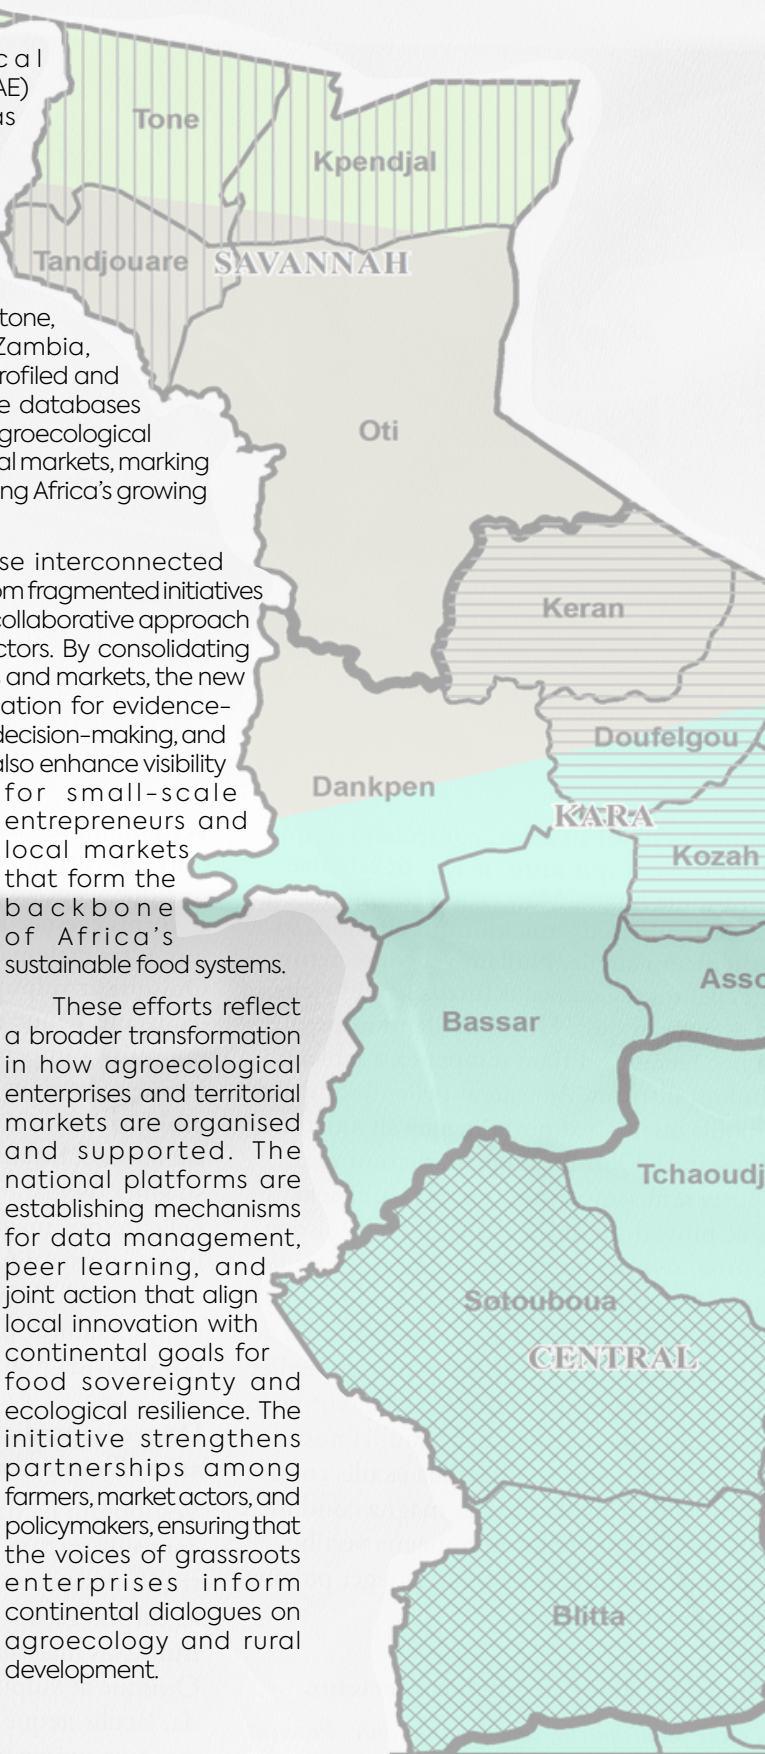 cal
AE)
as
tone,
Zambia,
rofiled and
e databases
groecological
al markets, marking
ng Africa's growing
se interconnected
om fragmented initiatives
collaborative approach
ctors. By consolidating
s and markets, the new
ation for evidence-
decision-making, and
also enhance visibility
for small-scale
entrepreneurs and
local markets
that form the
backbone
of Africa's
sustainable food systems.
These efforts reflect
a broader transformation
in how agroecological
enterprises and territorial
markets are organised
and supported. The
national platforms are
establishing mechanisms
for data management,
peer learning, and
joint action that align
local innovation with
continental goals for
food sovereignty and
ecological resilience. The
initiative strengthens
partnerships among
farmers, market actors, and
policymakers, ensuring that
the voices of grassroots
enterprises inform
continental dialogues on
agroecology and rural
development.
Tone
Kpendjal
Tandjouare
SAVANNAH
Oti
Keran
Doufelgou
Dankpen
KARA
Kozah
Asso
Bassar
Tchaoudj
Sotouboua
CENTRAL
Blitta